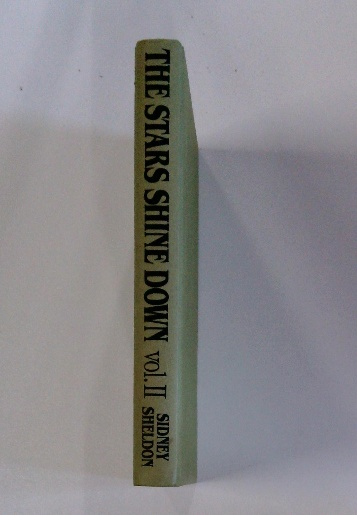 THE STARS SHINE DOWN vol. II
SIDNEY
SHELDON